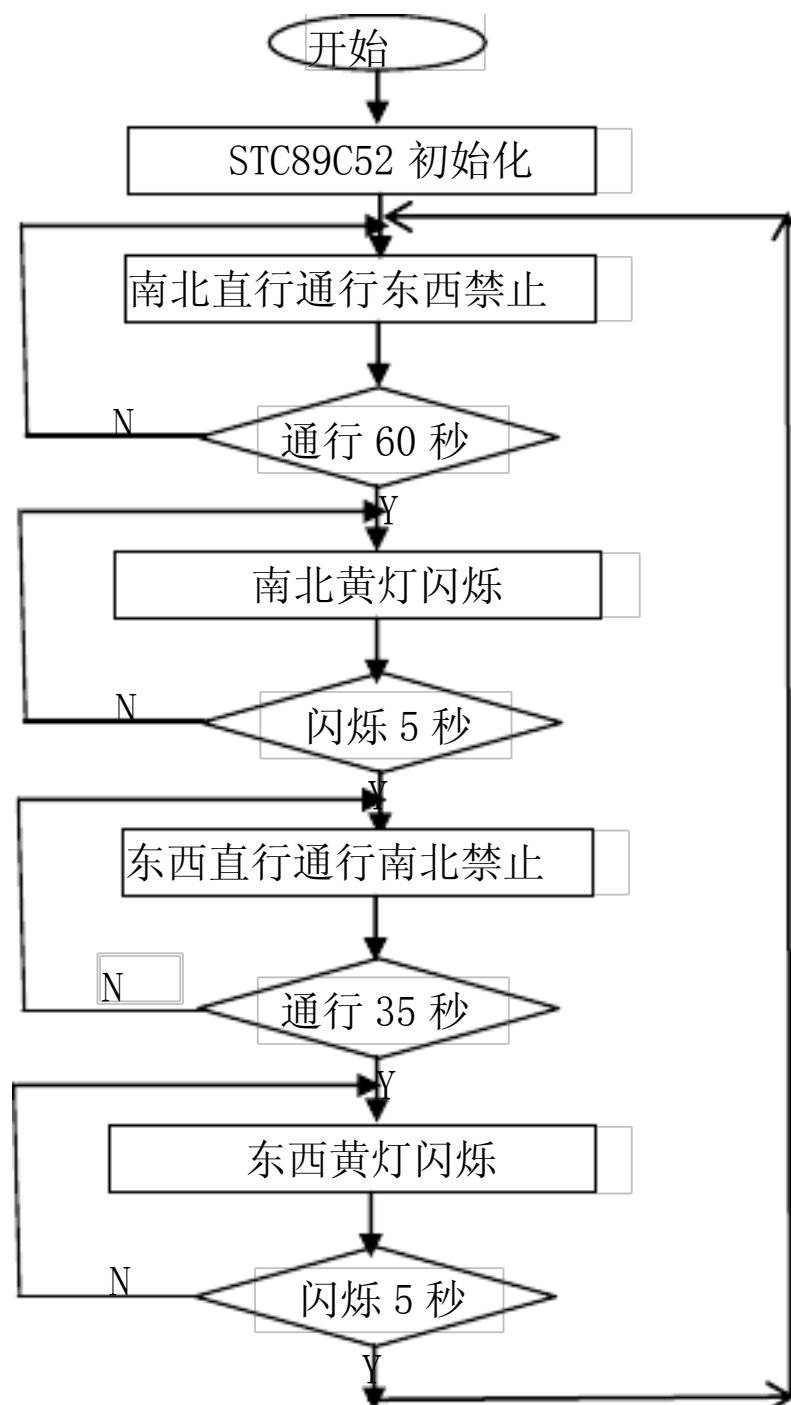 开始
STC89C52 初始化
南北直行通行东西禁止
通行 60 秒
N
Y
南北黄灯闪烁
闪烁 5 秒
N
Y
东西直行通行南北禁止
通行 35 秒
N
Y
东西黄灯闪烁
闪烁 5 秒
N
Y